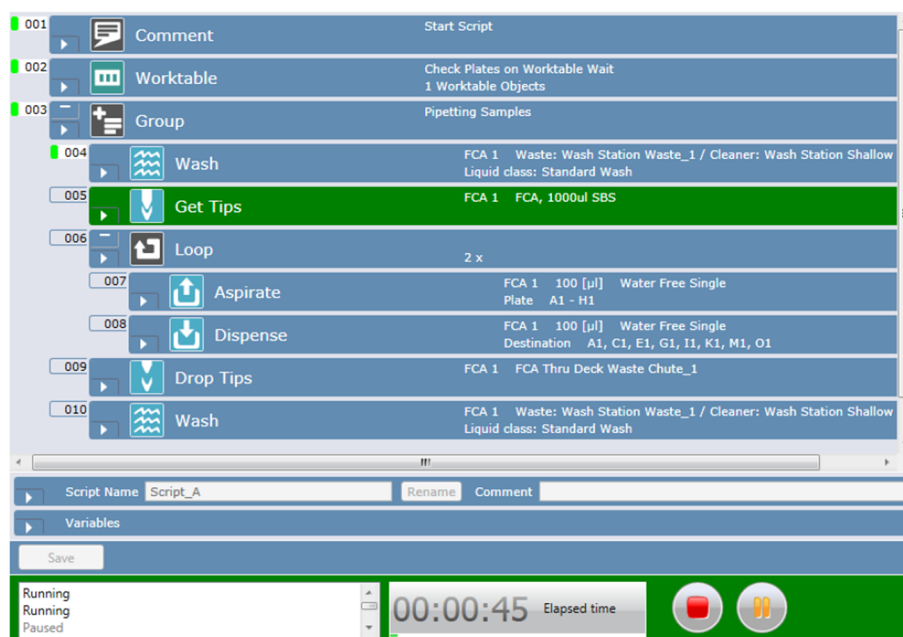 001 Comment Start Script
002 Worktable Check Plates on Worktable Wait
1 Worktable Objects
003 Group Pipetting Samples
004 Wash FCA 1 Waste: Wash Station Waste_1 / Cleaner: Wash Station Shallow
Liquid class: Standard Wash
005 Get Tips FCA 1 FCA, 1000ul SBS
006 Loop 2 x
007 Aspirate FCA 1 100 [µl] Water Free Single
Plate A1 - H1
008 Dispense FCA 1 100 [µl] Water Free Single
Destination A1, C1, E1, G1, I1, K1, M1, O1
009 Drop Tips FCA 1 FCA Thru Deck Waste Chute_1
010 Wash FCA 1 Waste: Wash Station Waste_1 / Cleaner: Wash Station Shallow
Liquid class: Standard Wash
Script Name Script_A Rename Comment
Variables
Save
Running
Running
Paused
00:00:45 Elapsed time